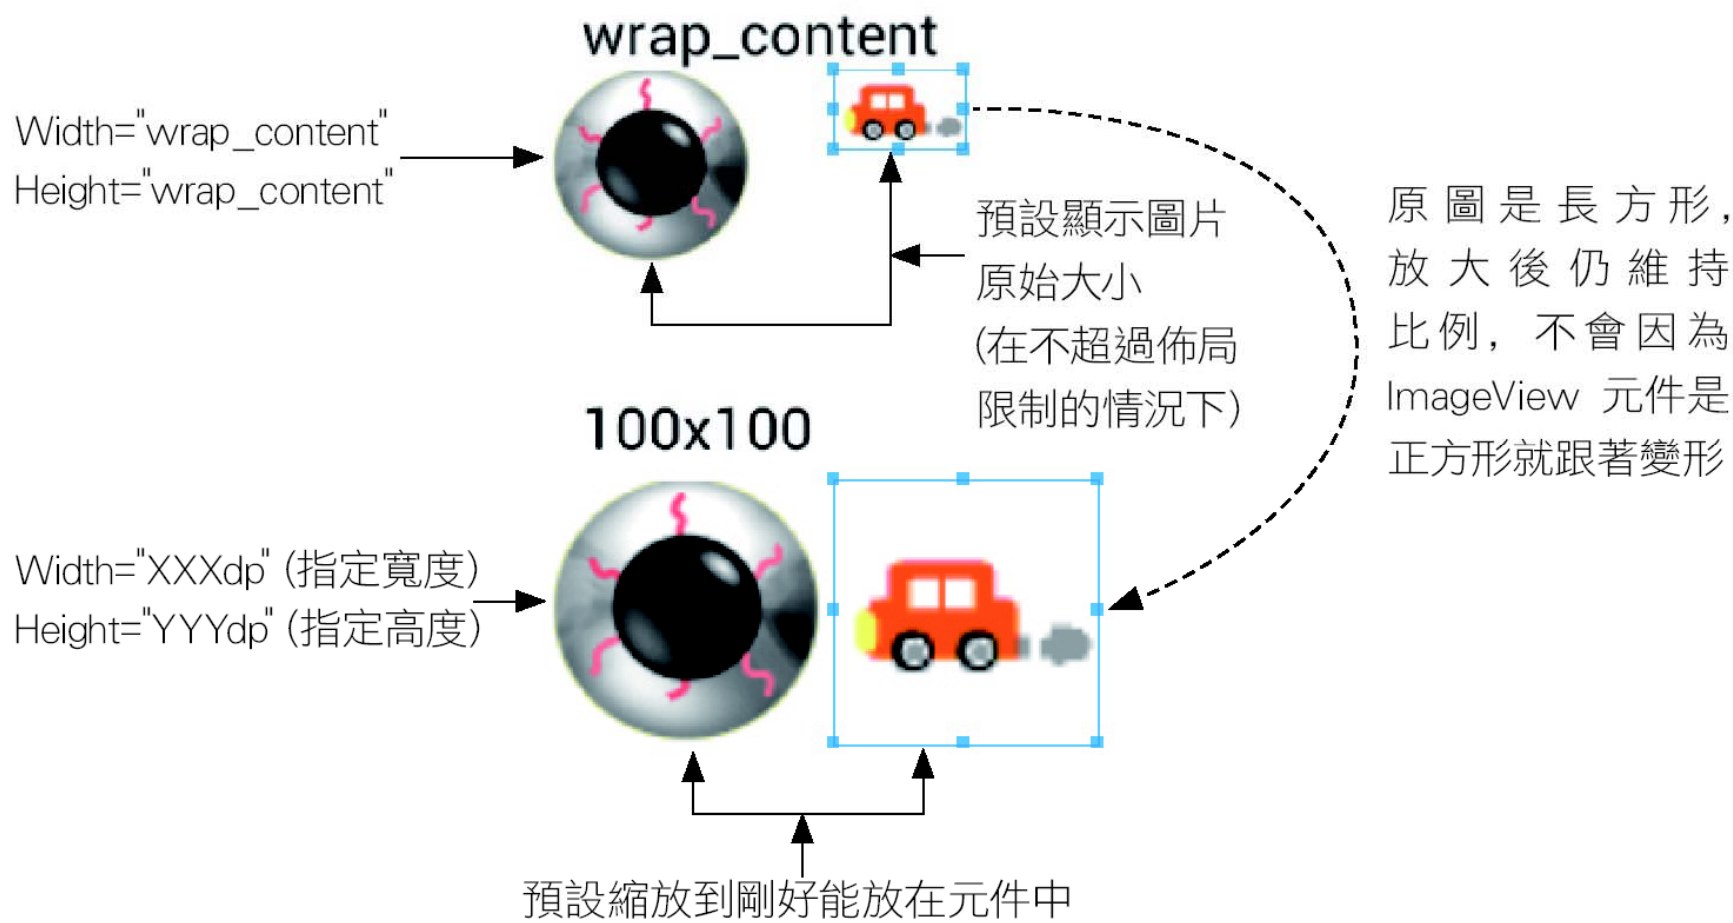 wrap_content
Width="wrap_content"
Height="wrap_content"
預設顯示圖片
原始大小
(在不超過佈局
限制的情況下)
原圖是長方形,
放大後仍維持
比例, 不會因為
ImageView 元件是
正方形就跟著變形
100x100
Width="XXXdp" (指定寬度)
Height="YYYdp" (指定高度)
預設縮放到剛好能放在元件中